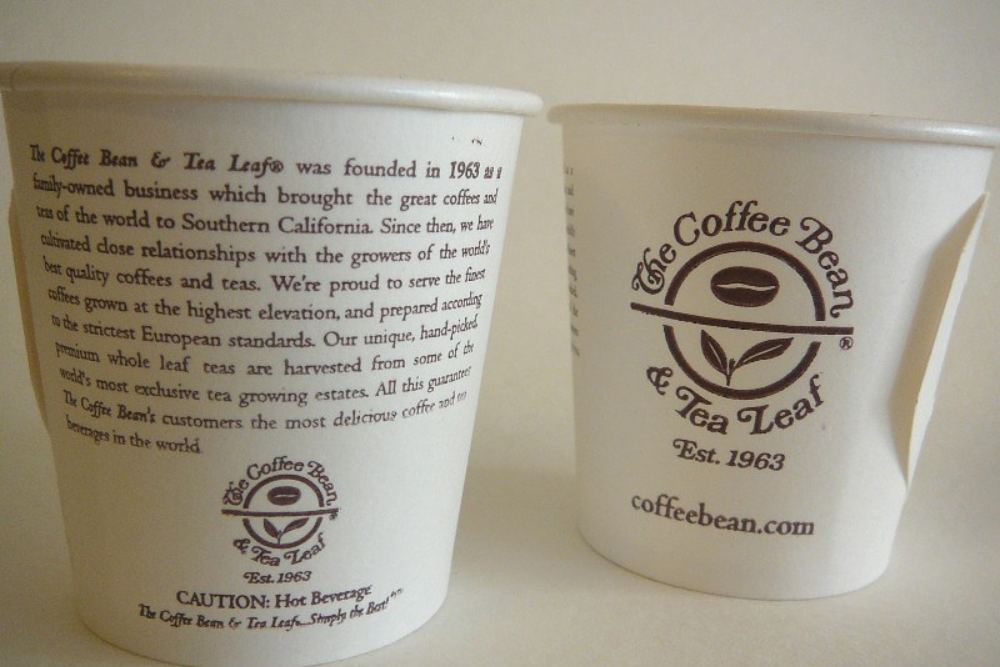 The Coffee Bean & Tea Leaf® was founded in 1963 as a
family-owned business which brought the great coffees and
teas of the world to Southern California. Since then, we have
cultivated close relationships with the growers of the world's
best quality coffees and teas. We're proud to serve the finest
coffees grown at the highest elevation, and prepared according
to the strictest European standards. Our unique, hand-picked,
premium whole leaf teas are harvested from some of the
world's most exclusive tea growing estates. All this guarantees
The Coffee Bean's customers the most delicious coffee and tea
beverages in the world.
The Coffee Bean
& Tea Leaf
®
Est. 1963
CAUTION: Hot Beverage
The Coffee Bean & Tea Leaf...Simply the Best!™
The Coffee Bean
®
& Tea Leaf
Est. 1963
coffeebean.com